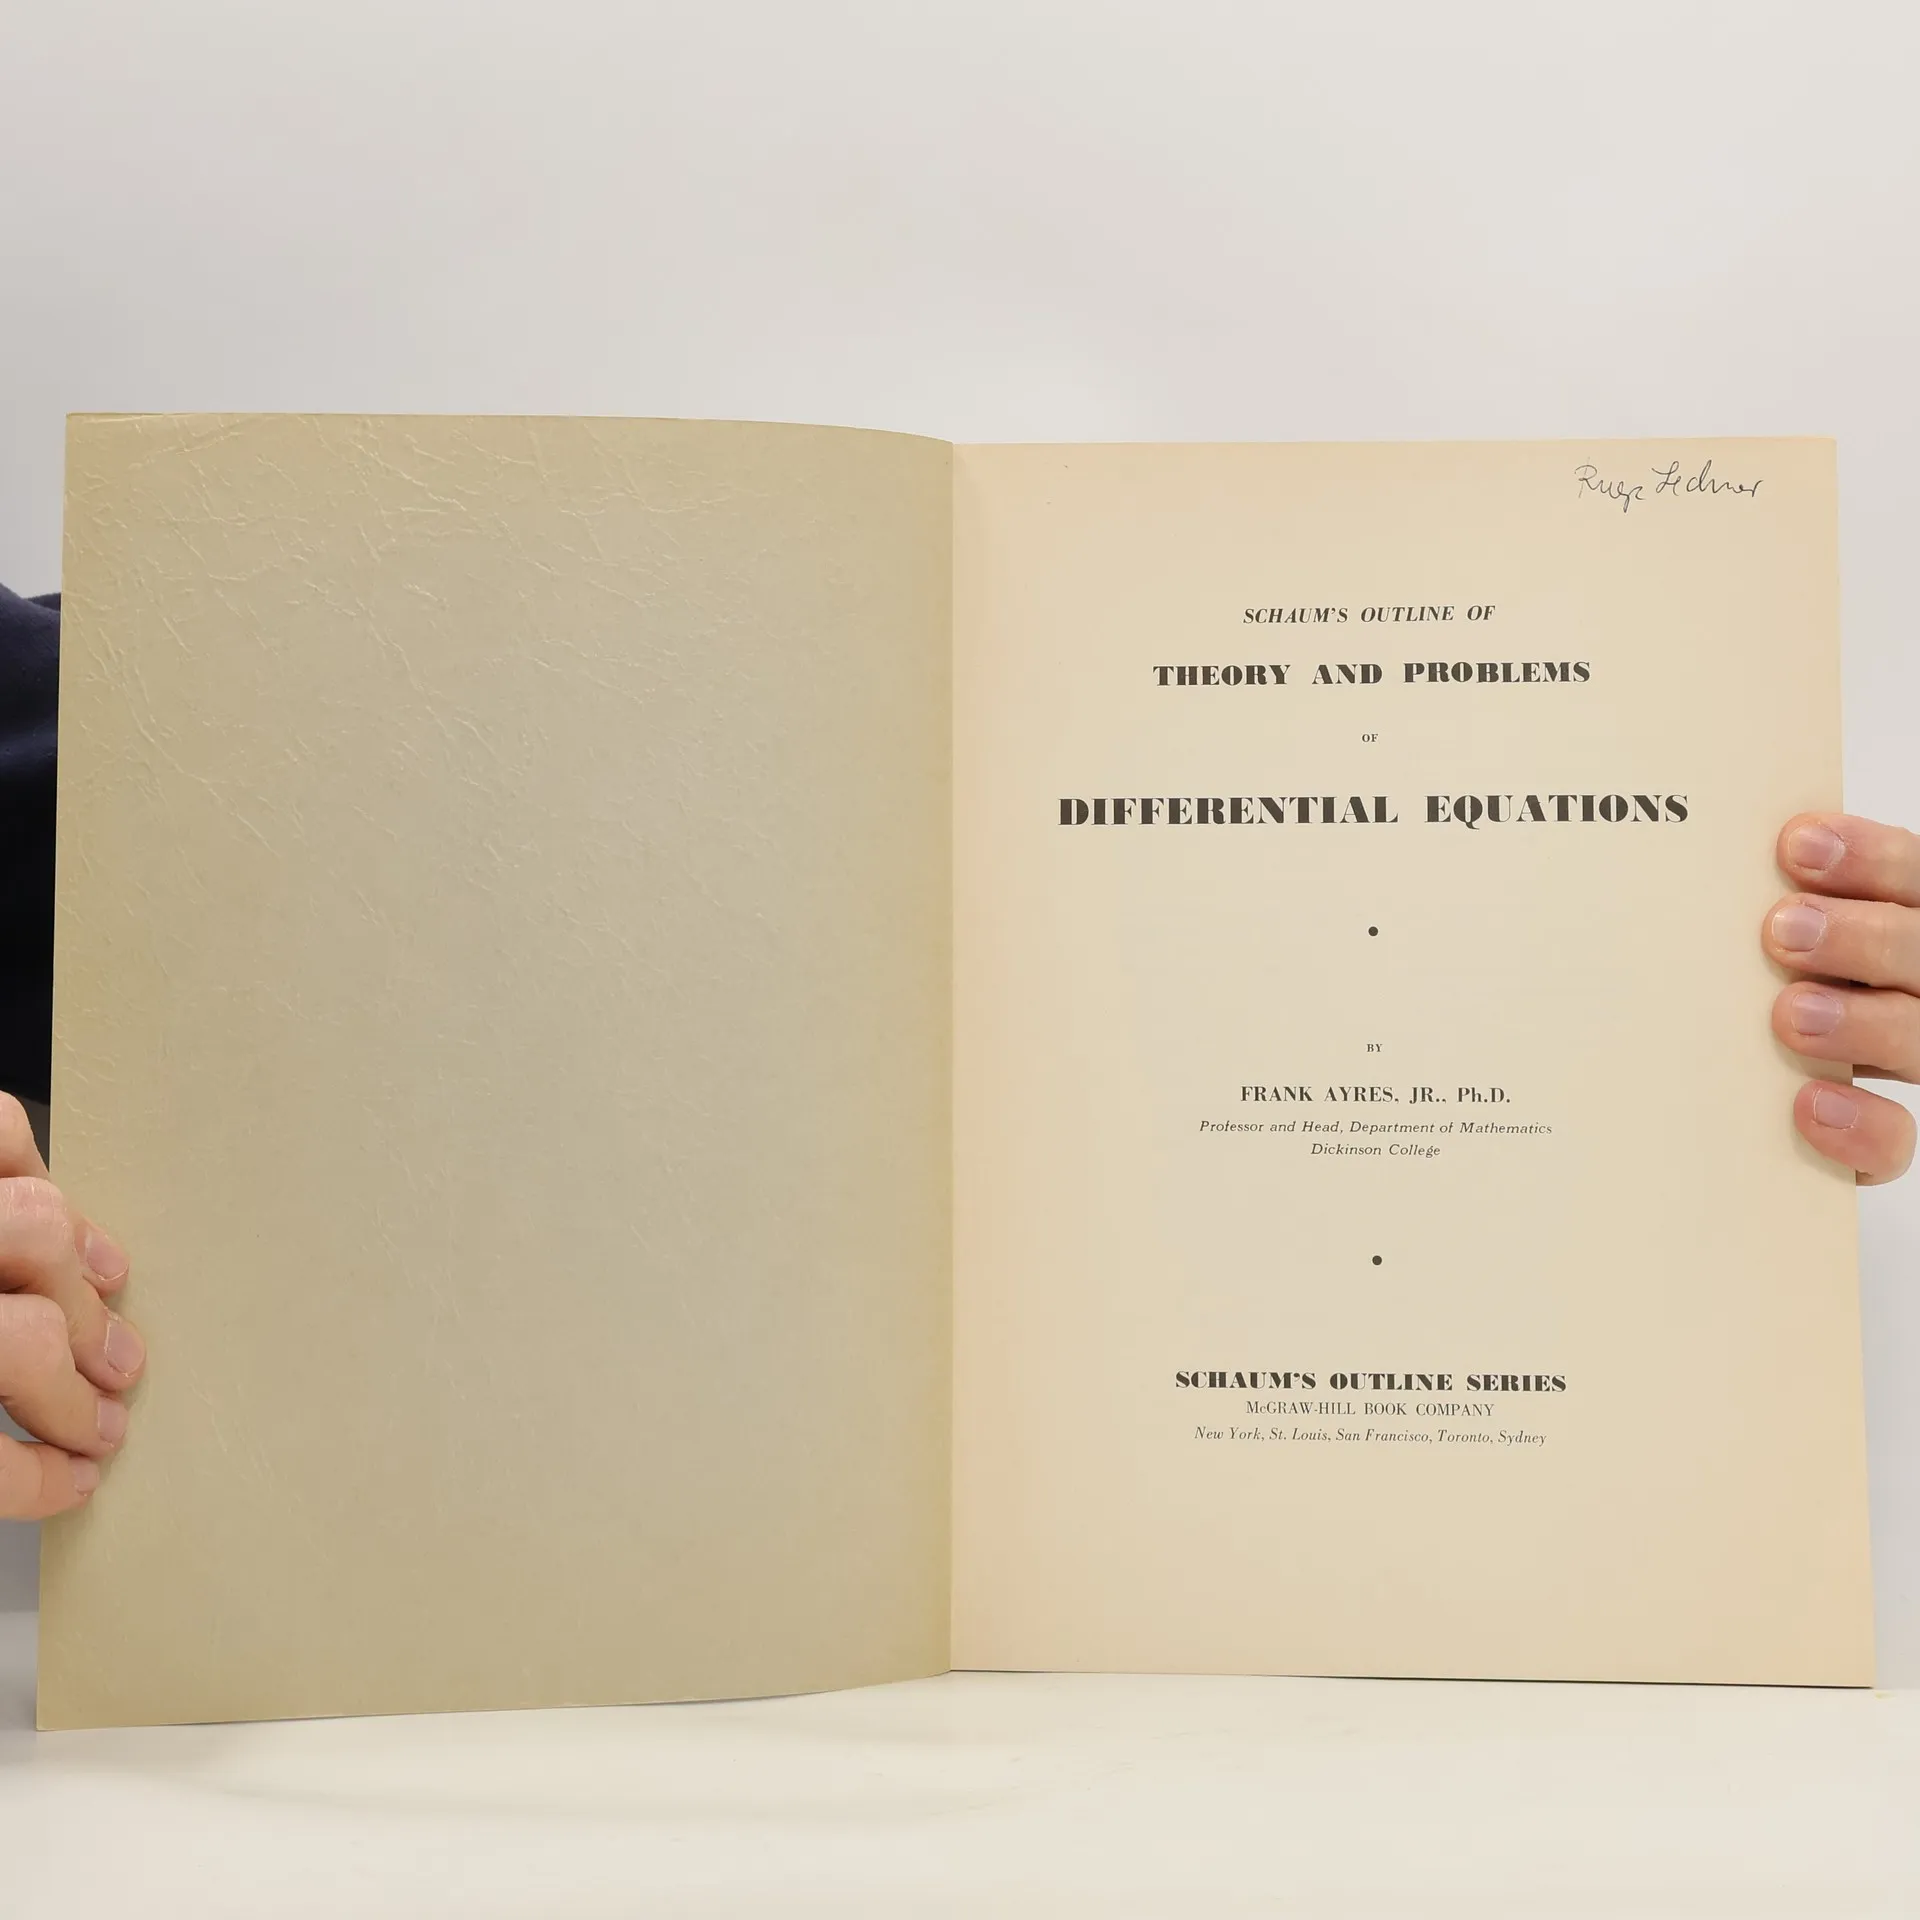 SCHAUM'S OUTLINE OF
THEORY AND PROBLEMS
OF
DIFFERENTIAL EQUATIONS
BY
FRANK AYRES, JR., Ph.D.
Professor and Head, Department of Mathematics
Dickinson College
SCHAUM'S OUTLINE SERIES
McGRAW-HILL BOOK COMPANY
New York, St. Louis, San Francisco, Toronto, Sydney